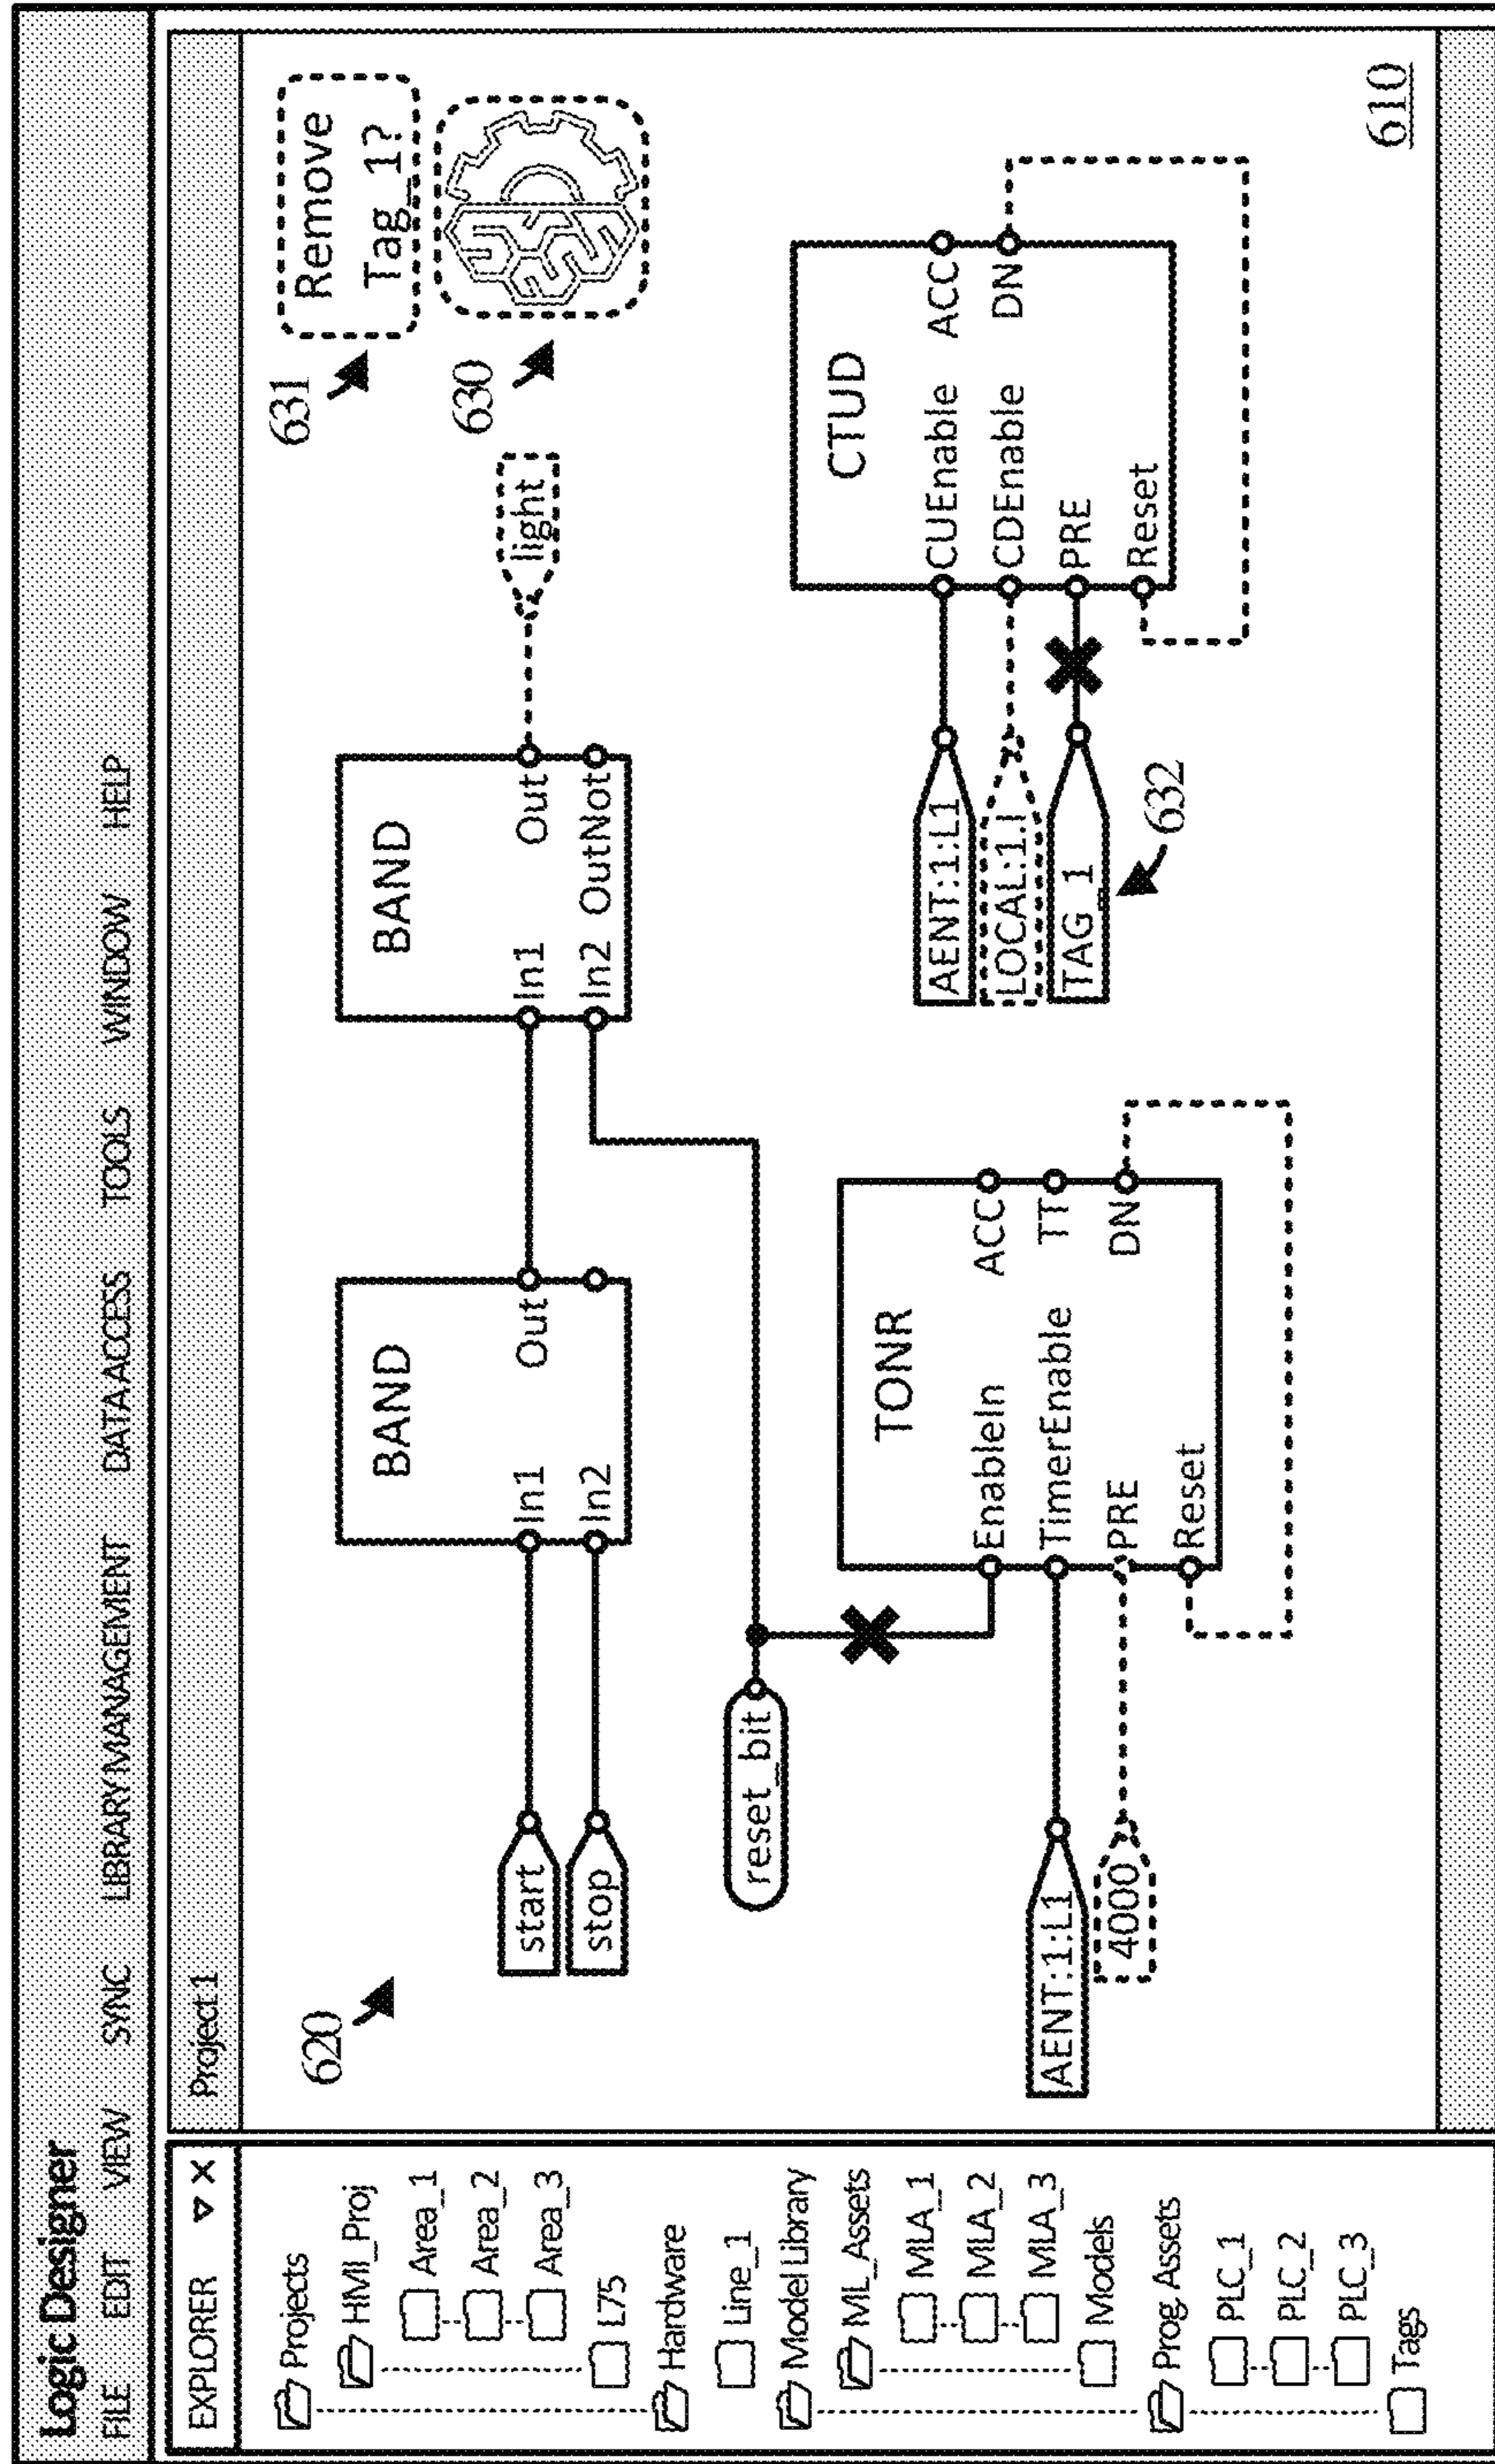 Logic Designer
FILE EDIT VIEW SYNC LIBRARY MANAGEMENT DATA ACCESS TOOLS WINDOW HELP
EXPLORER
Projects
HMI_Proj
Area_1
Area_2
Area_3
L75
Hardware
Line_1
Model Library
ML_Assets
MLA_1
MLA_2
MLA_3
Models
Prog. Assets
PLC_1
PLC_2
PLC_3
Tags
Project 1
620
start
stop
BAND
In1 Out
In2
BAND
In1 Out
In2 OutNot
light
631
Remove
Tag_1?
630
reset_bit
AENT:1:L1
4000
TONR
EnableIn ACC
TimerEnable TT
PRE DN
Reset
AENT:1:L1
LOCAL:1.I
TAG_1
632
CTUD
CUEnable ACC
CDEnable DN
PRE
Reset
610